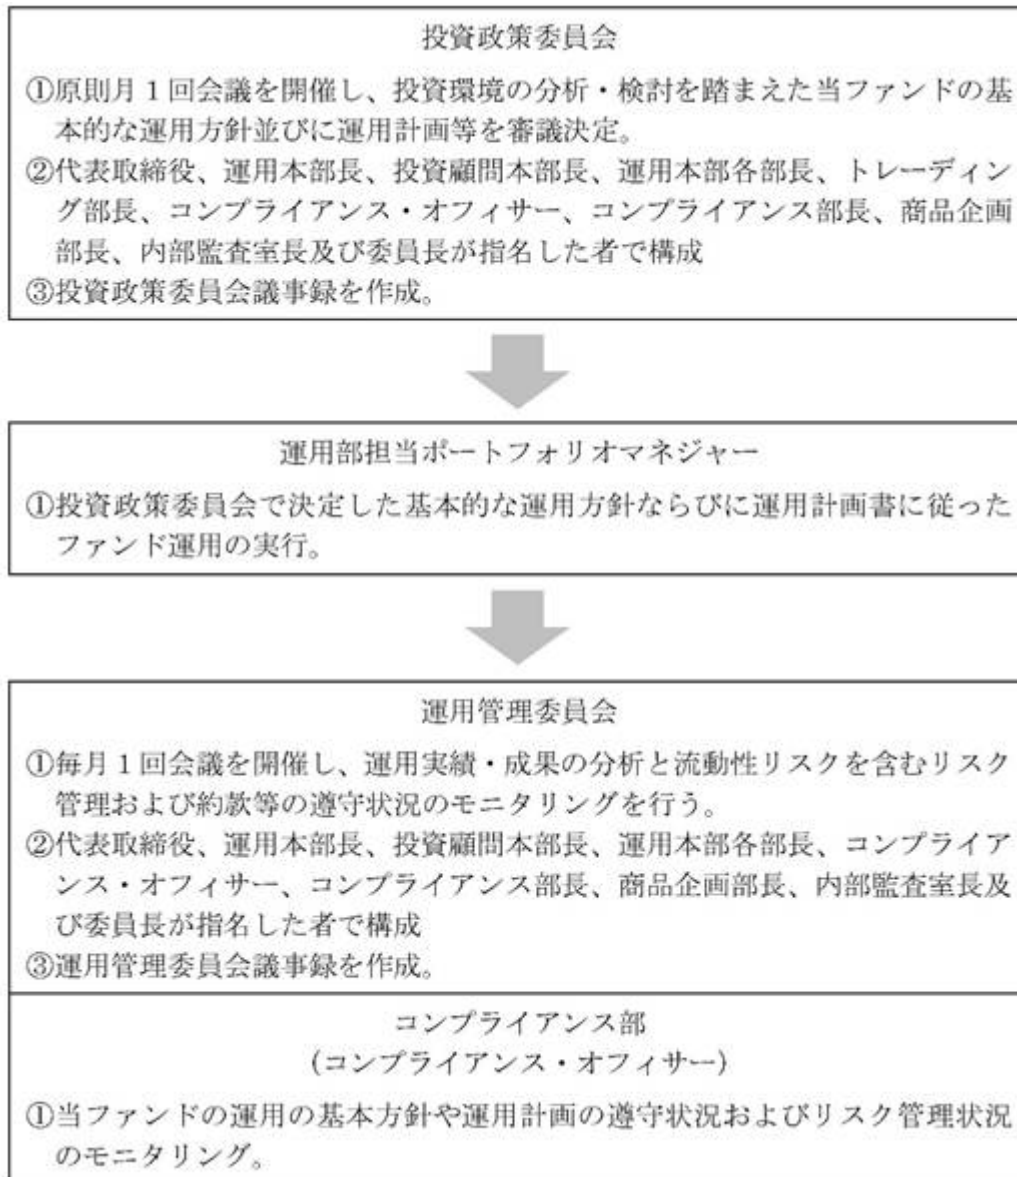 投資政策委員会
①原則月1回会議を開催し、投資環境の分析・検討を踏まえた当ファンドの基
本的な運用方針並びに運用計画等を審議決定。
②代表取締役、運用本部長、投資顧問本部長、運用本部各部長、トレーディン
グ部長、コンプライアンス・オフィサー、コンプライアンス部長、商品企画
部長、内部監査室長及び委員長が指名した者で構成
③投資政策委員会議事録を作成。
運用部担当ポートフォリオマネジャー
①投資政策委員会で決定した基本的な運用方針ならびに運用計画書に従った
ファンド運用の実行。
運用管理委員会
①毎月1回会議を開催し、運用実績・成果の分析と流動性リスクを含むリスク
管理および約款等の遵守状況のモニタリングを行う。
②代表取締役、運用本部長、投資顧問本部長、運用本部各部長、コンプライア
ンス・オフィサー、コンプライアンス部長、商品企画部長、内部監査室長及
び委員長が指名した者で構成
③運用管理委員会議事録を作成。
コンプライアンス部
(コンプライアンス・オフィサー)
①当ファンドの運用の基本方針や運用計画の遵守状況およびリスク管理状況
のモニタリング。